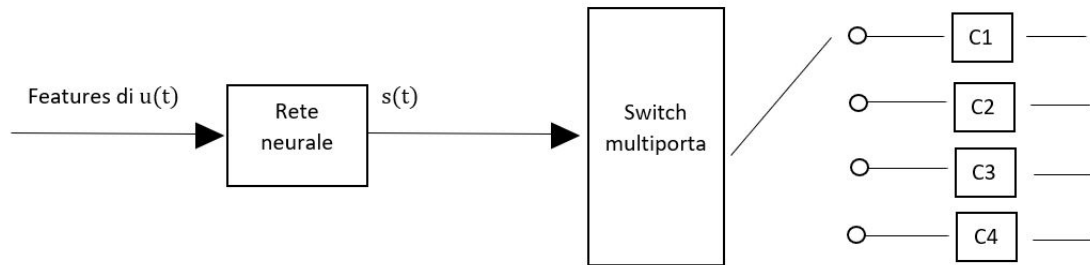 Features di u(t)
Rete
neurale
s(t)
Switch
multiporta
C1
C2
C3
C4